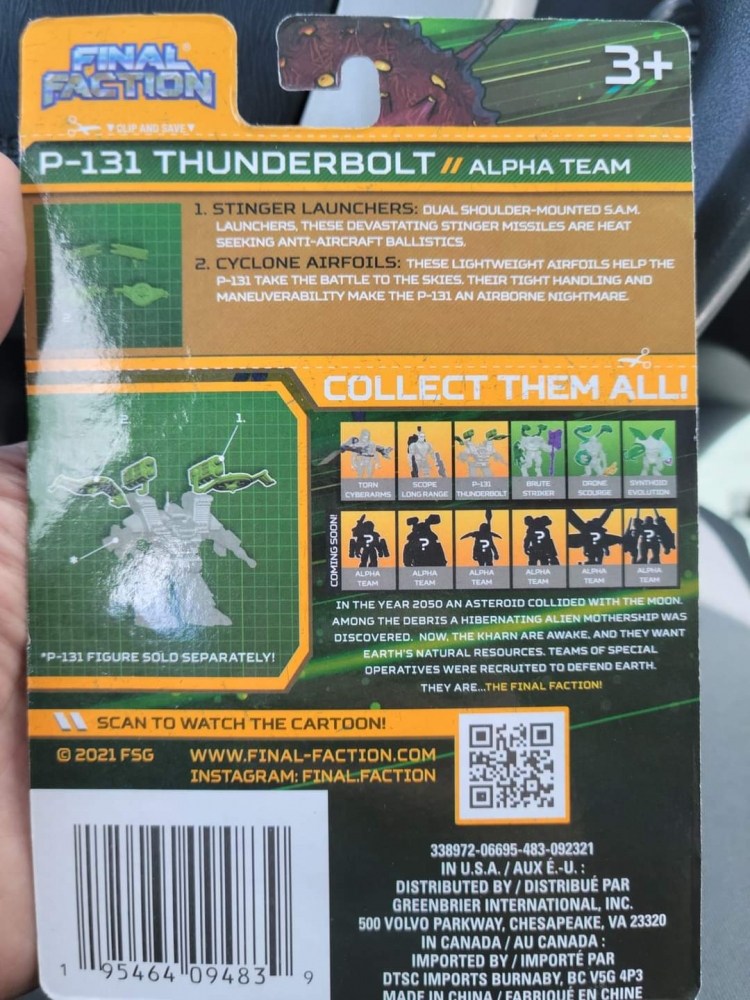 FINAL
FACTION®
3+
▼ CLIP AND SAVE ▼
P-131 THUNDERBOLT // ALPHA TEAM
1. STINGER LAUNCHERS: DUAL SHOULDER-MOUNTED S.A.M.
LAUNCHERS, THESE DEVASTATING STINGER MISSILES ARE HEAT
SEEKING ANTI-AIRCRAFT BALLISTICS.
2. CYCLONE AIRFOILS: THESE LIGHTWEIGHT AIRFOILS HELP THE
P-131 TAKE THE BATTLE TO THE SKIES. THEIR TIGHT HANDLING AND
MANEUVERABILITY MAKE THE P-131 AN AIRBORNE NIGHTMARE.
COLLECT THEM ALL!
2.
1.
TORN
CYBERARMS
SCOPE
LONG RANGE
P-131
THUNDERBOLT
BRUTE
STRIKER
DRONE
SCOURGE
SYNTHOID
EVOLUTION
COMING SOON!
? ? ? ? ? ?
ALPHA
TEAM
ALPHA
TEAM
ALPHA
TEAM
ALPHA
TEAM
ALPHA
TEAM
ALPHA
TEAM
*P-131 FIGURE SOLD SEPARATELY!
IN THE YEAR 2050 AN ASTEROID COLLIDED WITH THE MOON.
AMONG THE DEBRIS A HIBERNATING ALIEN MOTHERSHIP WAS
DISCOVERED. NOW, THE KHARN ARE AWAKE, AND THEY WANT
EARTH'S NATURAL RESOURCES. TEAMS OF SPECIAL
OPERATIVES WERE RECRUITED TO DEFEND EARTH.
THEY ARE...THE FINAL FACTION!
SCAN TO WATCH THE CARTOON!
© 2021 FSG
WWW.FINAL-FACTION.COM
INSTAGRAM: FINAL.FACTION
1 95464 09483 9
338972-06695-483-092321
IN U.S.A. / AUX É.-U. :
DISTRIBUTED BY / DISTRIBUÉ PAR
GREENBRIER INTERNATIONAL, INC.
500 VOLVO PARKWAY, CHESAPEAKE, VA 23320
IN CANADA / AU CANADA :
IMPORTED BY / IMPORTÉ PAR
DTSC IMPORTS BURNABY, BC V5G 4P3
MADE IN CHINA / FABRIQUÉ EN CHINE